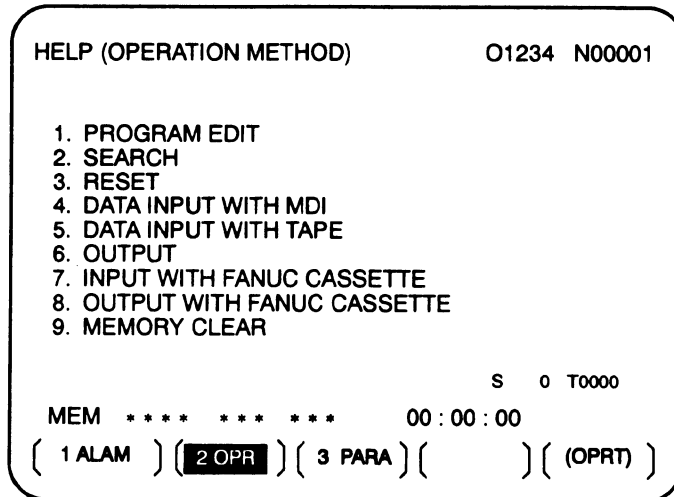 HELP (OPERATION METHOD) O1234 N00001
1. PROGRAM EDIT
2. SEARCH
3. RESET
4. DATA INPUT WITH MDI
5. DATA INPUT WITH TAPE
6. OUTPUT
7. INPUT WITH FANUC CASSETTE
8. OUTPUT WITH FANUC CASSETTE
9. MEMORY CLEAR
S 0 T0000
MEM **** *** *** 00 : 00 : 00
( 1 ALAM ) ( 2 OPR ) ( 3 PARA ) ( ) ( (OPRT) )